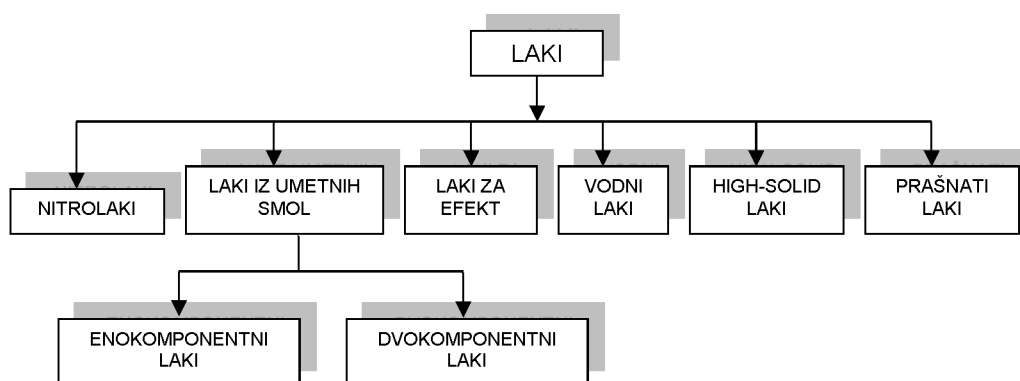 LAKI
NITROLAKI
LAKI IZ UMETNIH
SMOL
LAKI ZA
EFEKT
VODNI
LAKI
HIGH-SOLID
LAKI
PRAŠNATI
LAKI
ENOKOMPONENTNI
LAKI
DVOKOMPONENTNI
LAKI